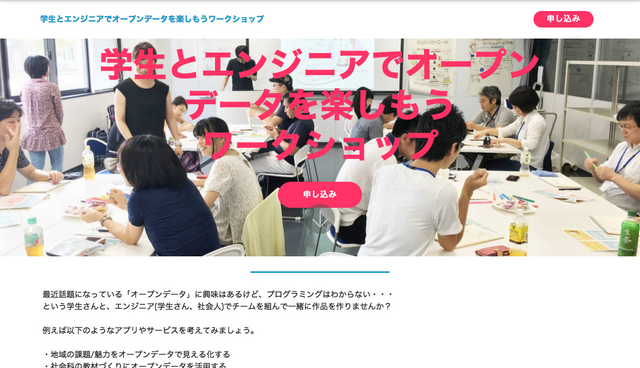 学生とエンジニアでオープンデータを楽しもうワークショップ
申し込み
学生とエンジニアでオープン
データを楽しもう
ワークショップ
申し込み
最近話題になっている「オープンデータ」に興味はあるけど、プログラミングはわからない・・・
という学生さんと、エンジニア(学生さん、社会人)でチームを組んで一緒に作品を作りませんか？
例えば以下のようなアプリやサービスを考えてみましょう。
・地域の課題/魅力をオープンデータで見える化する
・社会科の教材づくりにオープンデータを活用する